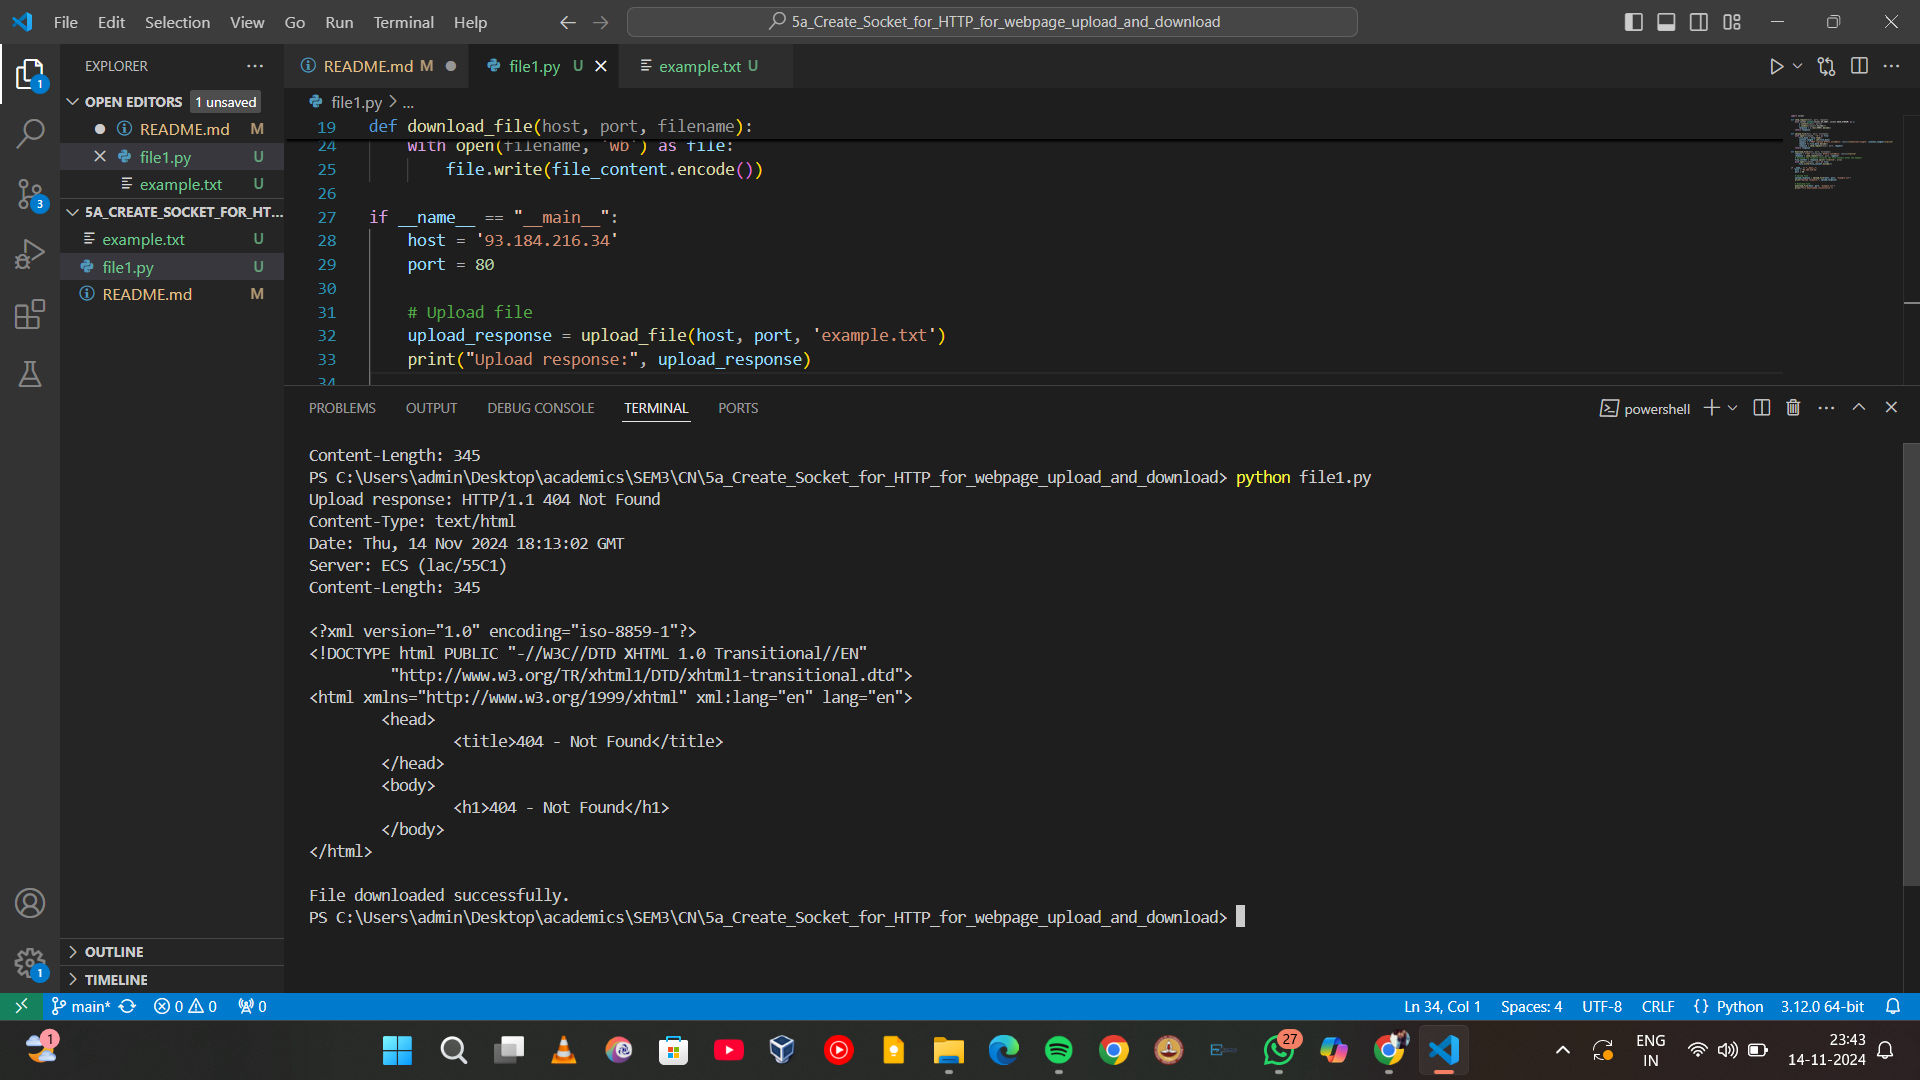 File Edit Selection View Go Run Terminal Help
5a_Create_Socket_for_HTTP_for_webpage_upload_and_download
EXPLORER
README.md M
file1.py U
example.txt U
OPEN EDITORS 1 unsaved
README.md M
file1.py U
example.txt U
5A_CREATE_SOCKET_FOR_HT...
example.txt U
file1.py U
README.md M
OUTLINE
TIMELINE
file1.py > ...
19 def download_file(host, port, filename):
24 with open(filename, 'wb') as file:
25 file.write(file_content.encode())
26
27 if __name__ == "__main__":
28 host = '93.184.216.34'
29 port = 80
30
31 # Upload file
32 upload_response = upload_file(host, port, 'example.txt')
33 print("Upload response:", upload_response)
34
PROBLEMS OUTPUT DEBUG CONSOLE TERMINAL PORTS
powershell
Content-Length: 345
PS C:\Users\admin\Desktop\academics\SEM3\CN\5a_Create_Socket_for_HTTP_for_webpage_upload_and_download> python file1.py
Upload response: HTTP/1.1 404 Not Found
Content-Type: text/html
Date: Thu, 14 Nov 2024 18:13:02 GMT
Server: ECS (lac/55C1)
Content-Length: 345
<?xml version="1.0" encoding="iso-8859-1"?>
<!DOCTYPE html PUBLIC "-//W3C//DTD XHTML 1.0 Transitional//EN"
"http://www.w3.org/TR/xhtml1/DTD/xhtml1-transitional.dtd">
<html xmlns="http://www.w3.org/1999/xhtml" xml:lang="en" lang="en">
<head>
<title>404 - Not Found</title>
</head>
<body>
<h1>404 - Not Found</h1>
</body>
</html>
File downloaded successfully.
PS C:\Users\admin\Desktop\academics\SEM3\CN\5a_Create_Socket_for_HTTP_for_webpage_upload_and_download>
1
3
1
main* 0 0 0
Ln 34, Col 1 Spaces: 4 UTF-8 CRLF {} Python 3.12.0 64-bit
1
27
ENG
IN
23:43
14-11-2024